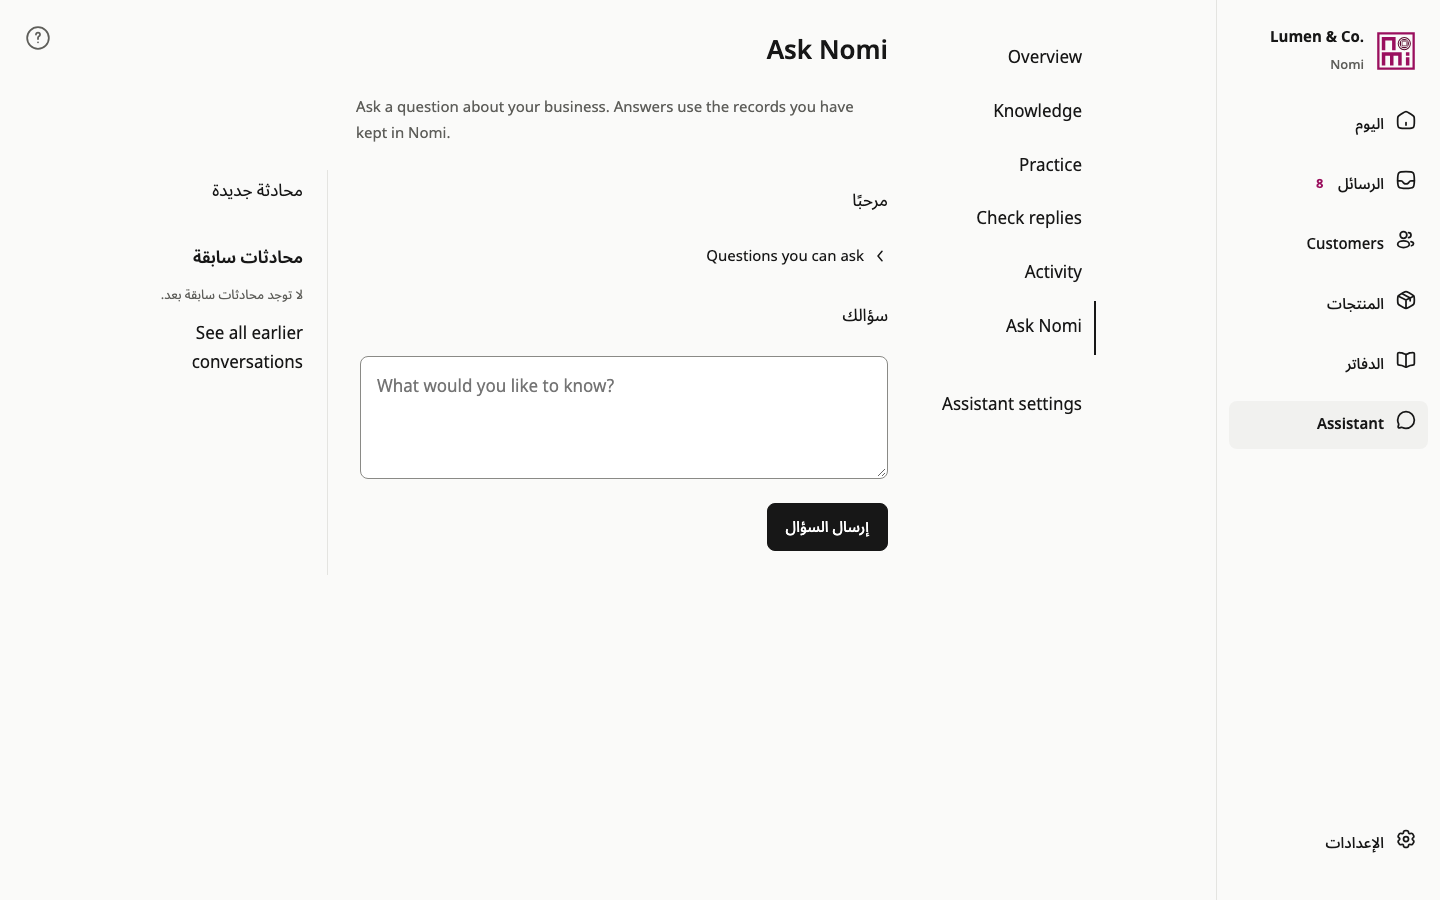 Lumen & Co.
Nomi
اليوم
الرسائل 8
Customers
المنتجات
الدفاتر
Assistant
الإعدادات
Overview
Knowledge
Practice
Check replies
Activity
Ask Nomi
Assistant settings
Ask Nomi
Ask a question about your business. Answers use the records you have
kept in Nomi.
مرحبًا
Questions you can ask
سؤالك
What would you like to know?
إرسال السؤال
محادثة جديدة
محادثات سابقة
لا توجد محادثات سابقة بعد.
See all earlier
conversations
?